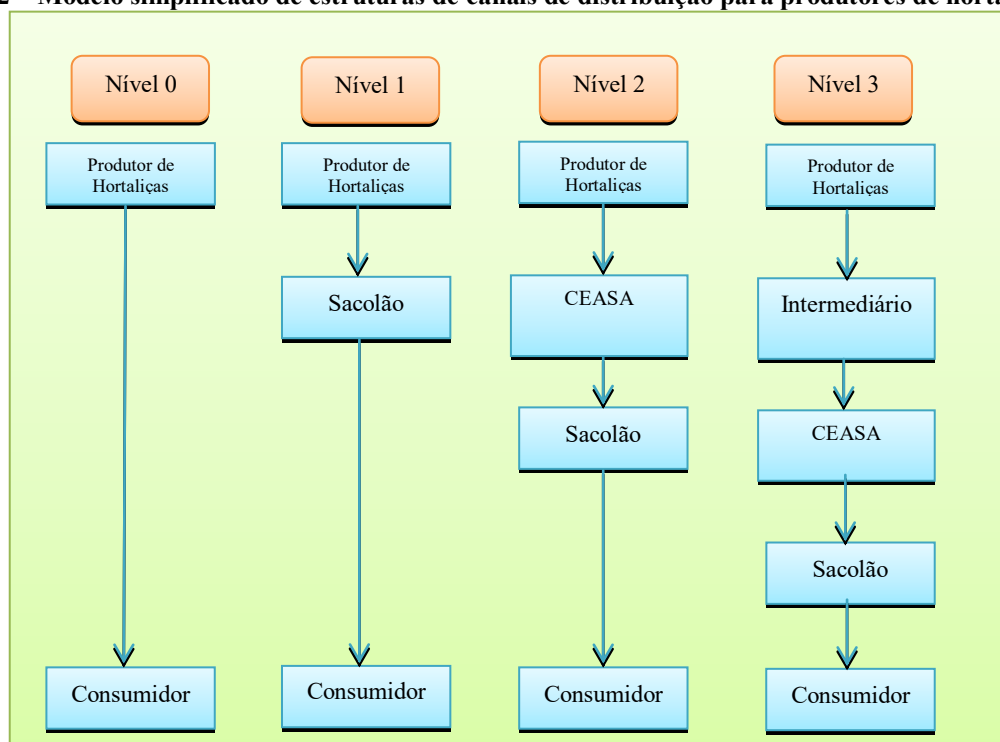 Modelo simplificado de estruturas de canais de distribuição para produtores de
Nível 0
Nível 1
Nível 2
Nível 3
Produtor de
Hortaliças
Produtor de
Hortaliças
Produtor de
Hortaliças
Produtor de
Hortaliças
Sacolão
CEASA
Intermediário
Sacolão
CEASA
Sacolão
Consumidor
Consumidor
Consumidor
Consumidor